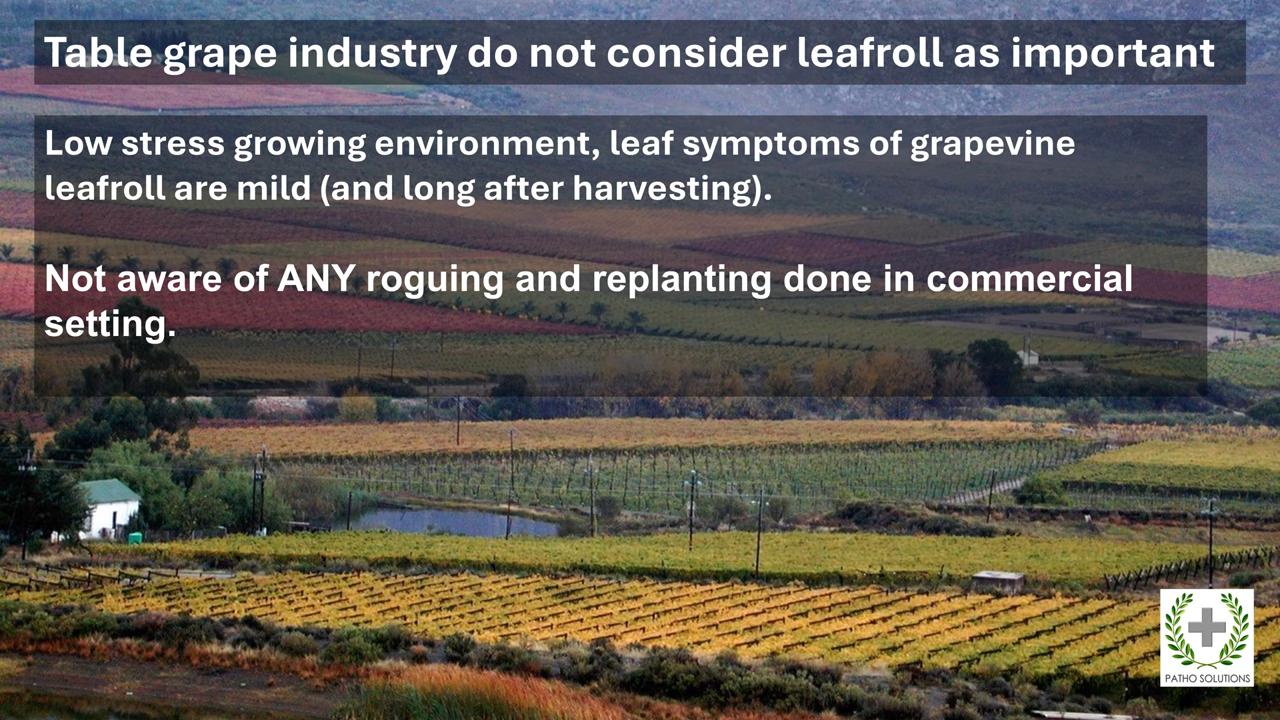 Table grape industry do not consider leafroll as important
Low stress growing environment, leaf symptoms of grapevine
leafroll are mild (and long after harvesting).
Not aware of ANY roguing and replanting done in commercial
setting.
PATHO SOLUTIONS